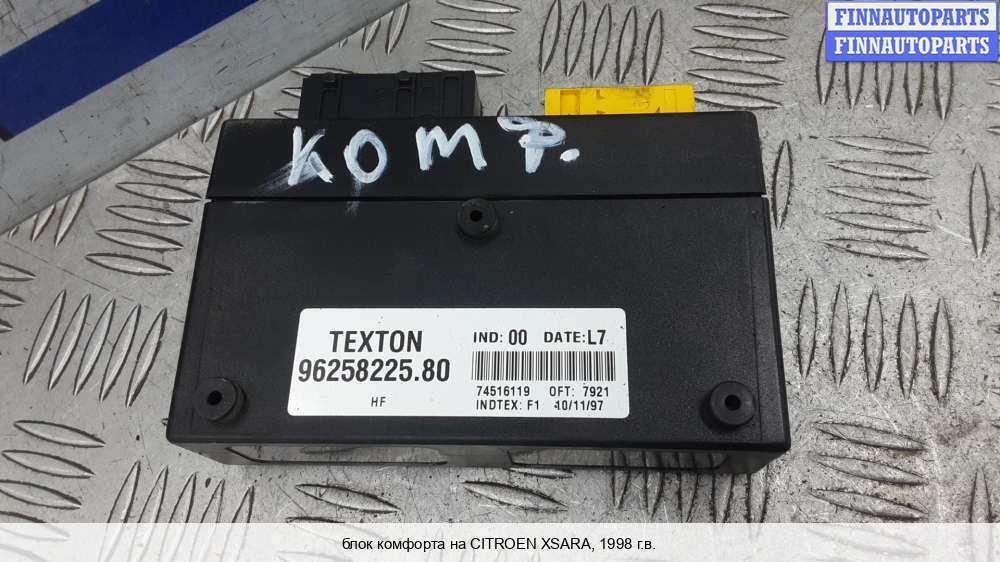 FINNAUTOPARTS
FINNAUTOPARTS
КОМФ.
TEXTON
96258225.80
HF
IND: 00 DATE: L7
74516119 OFT: 7921
INDTEX: F1 10/11/97
блок комфорта на CITROEN XSARA, 1998 г.в.